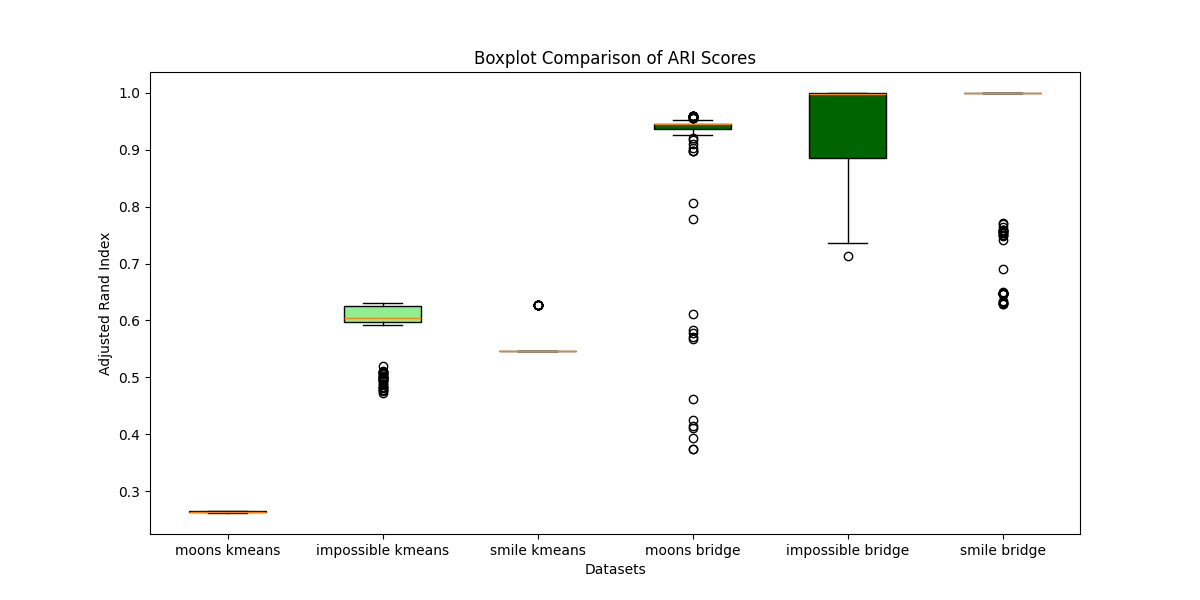 Boxplot Comparison of ARI Scores
Adjusted Rand Index
1.0
0.9
0.8
0.7
0.6
0.5
0.4
0.3
moons kmeans
impossible kmeans
smile kmeans
moons bridge
impossible bridge
smile bridge
Datasets